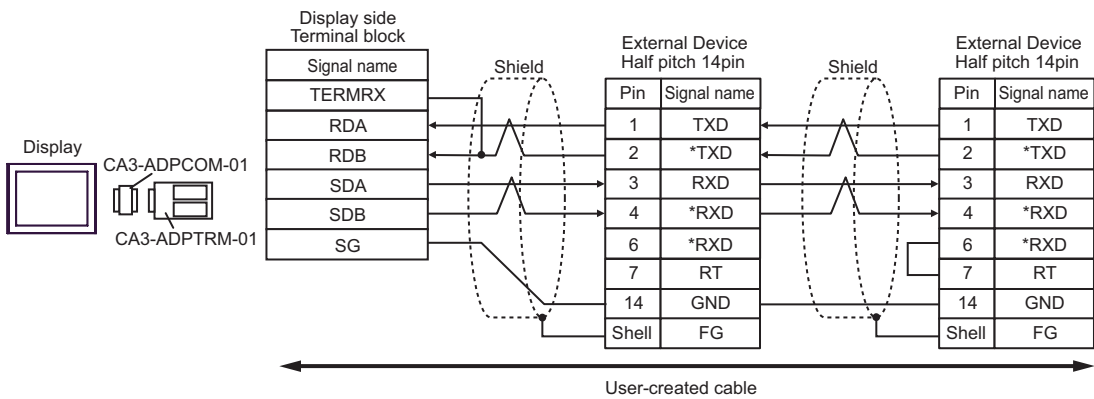 Display side
Terminal block
Signal name
TERMRX
RDA
RDB
SDA
SDB
SG
Display
CA3-ADPCOM-01
CA3-ADPTRM-01
Shield
External Device
Half pitch 14pin
Pin Signal name
1 TXD
2 *TXD
3 RXD
4 *RXD
6 *RXD
7 RT
14 GND
Shell FG
Shield
External Device
Half pitch 14pin
Pin Signal name
1 TXD
2 *TXD
3 RXD
4 *RXD
6 *RXD
7 RT
14 GND
Shell FG
User-created cable